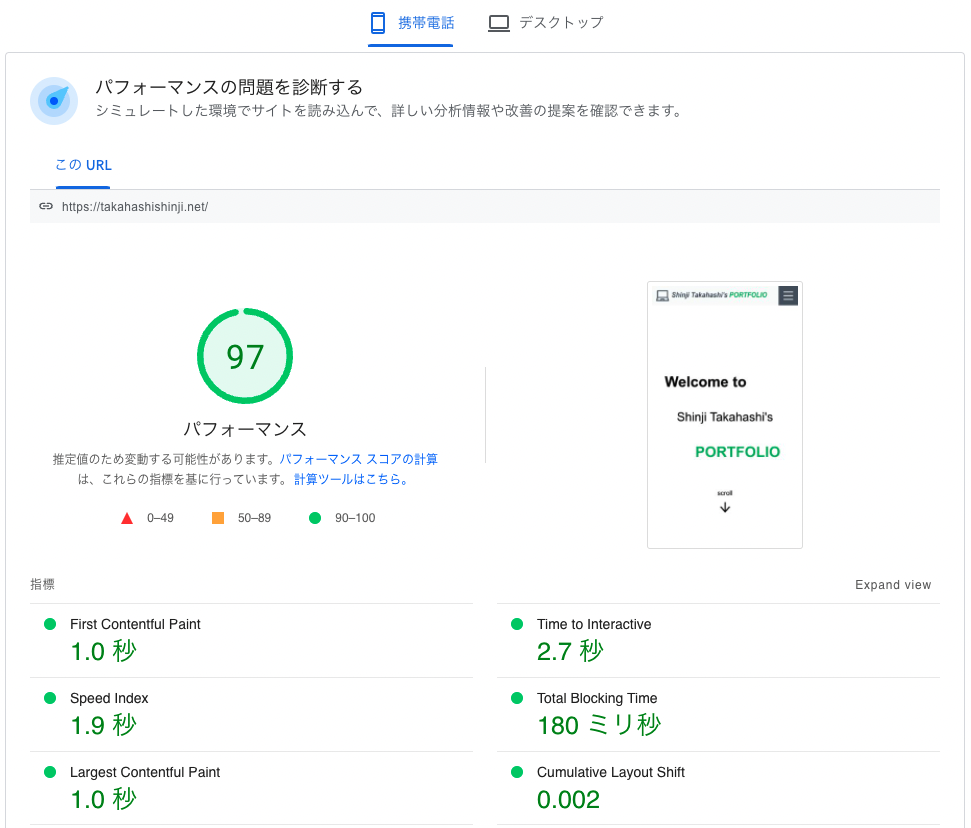 携帯電話 デスクトップ
パフォーマンスの問題を診断する
シミュレートした環境でサイトを読み込んで、詳しい分析情報や改善の提案を確認できます。
この URL
https://takahashishinji.net/
97
パフォーマンス
推定値のため変動する可能性があります。パフォーマンス スコアの計算
は、これらの指標を基に行っています。計算ツールはこちら。
0–49 50–89 90–100
Shinji Takahashi's PORTFOLIO
Welcome to
Shinji Takahashi's
PORTFOLIO
scroll
指標 Expand view
First Contentful Paint
1.0 秒
Time to Interactive
2.7 秒
Speed Index
1.9 秒
Total Blocking Time
180 ミリ秒
Largest Contentful Paint
1.0 秒
Cumulative Layout Shift
0.002